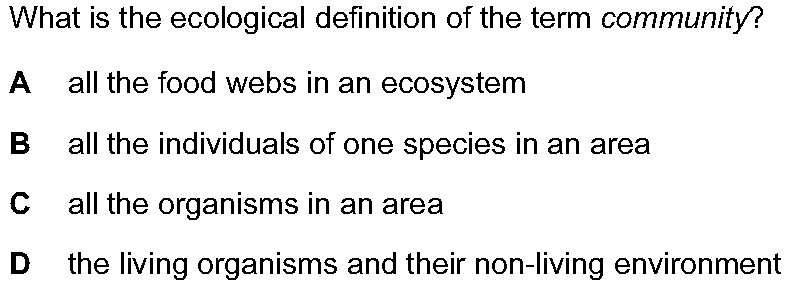 What is the ecological definition of the term community?
A all the food webs in an ecosystem
B all the individuals of one species in an area
C all the organisms in an area
D the living organisms and their non-living environment